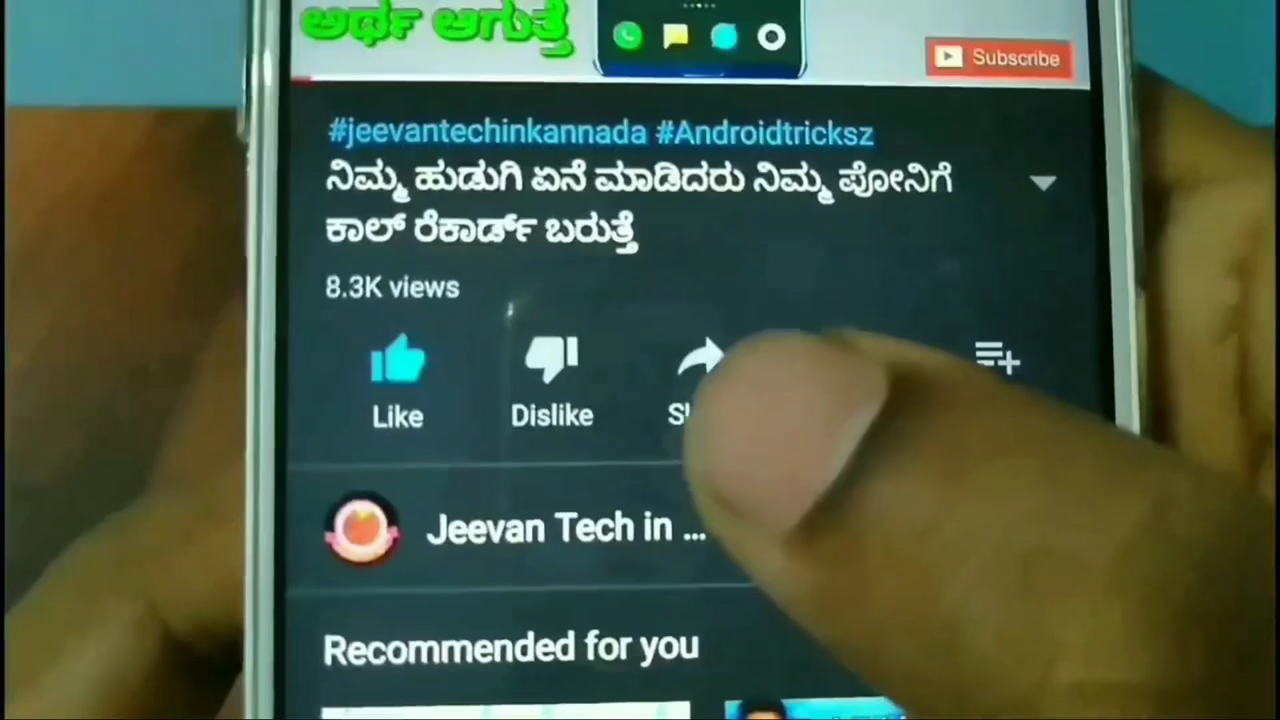 ಅರ್ಥ ಆಗುತ್ತೆ
Subscribe
#jeevantechinkannada #Androidtricksz
ನಿಮ್ಮ ಹುಡುಗಿ ಏನೆ ಮಾಡಿದರು ನಿಮ್ಮ ಪೋನಿಗೆ
ಕಾಲ್ ರೆಕಾರ್ಡ್ ಬರುತ್ತೆ
8.3K views
Like Dislike
Jeevan Tech in ...
Recommended for you